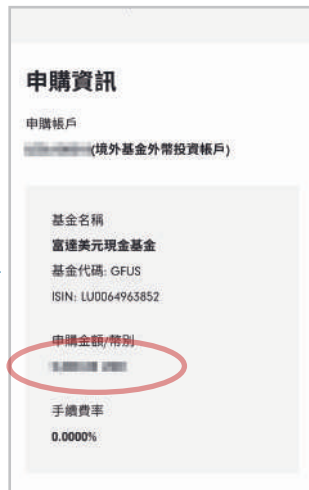 申購資訊
申購帳戶
(境外基金外幣投資帳戶)
基金名稱
富達美元現金基金
基金代碼: GFUS
ISIN: LU0064963852
申購金額/幣別
手續費率
0.0000%